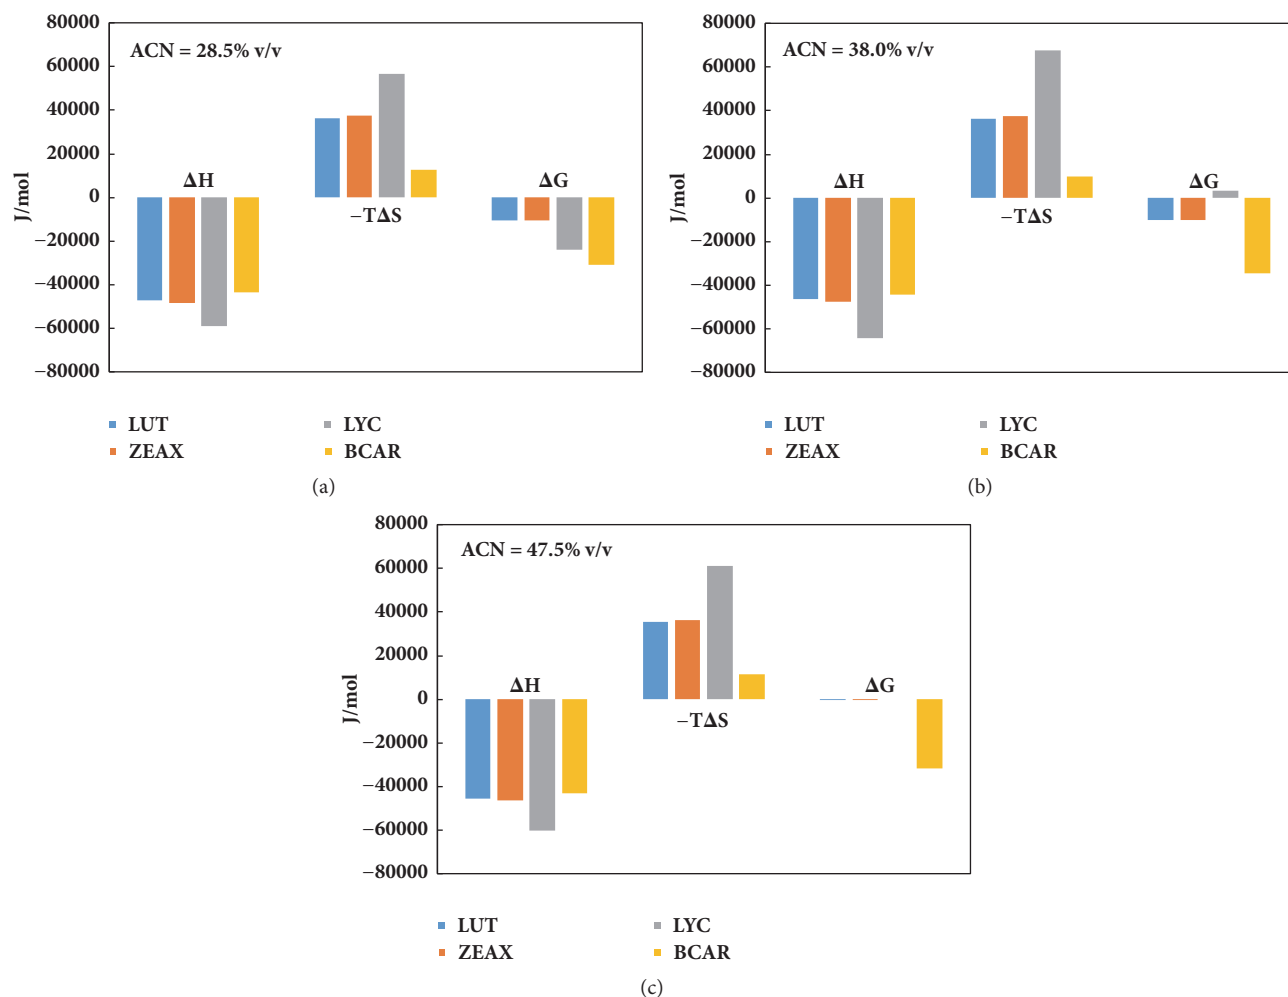 80000
60000
40000
20000
0
−20000
−40000
−60000
−80000
J/mol
ACN = 28.5% v/v
ΔH
−TΔS
ΔG
LUT
ZEAX
LYC
BCAR
(a)
80000
60000
40000
20000
0
−20000
−40000
−60000
−80000
J/mol
ACN = 38.0% v/v
ΔH
−TΔS
ΔG
LUT
ZEAX
LYC
BCAR
(b)
80000
60000
40000
20000
0
−20000
−40000
−60000
−80000
J/mol
ACN = 47.5% v/v
ΔH
−TΔS
ΔG
LUT
ZEAX
LYC
BCAR
(c)